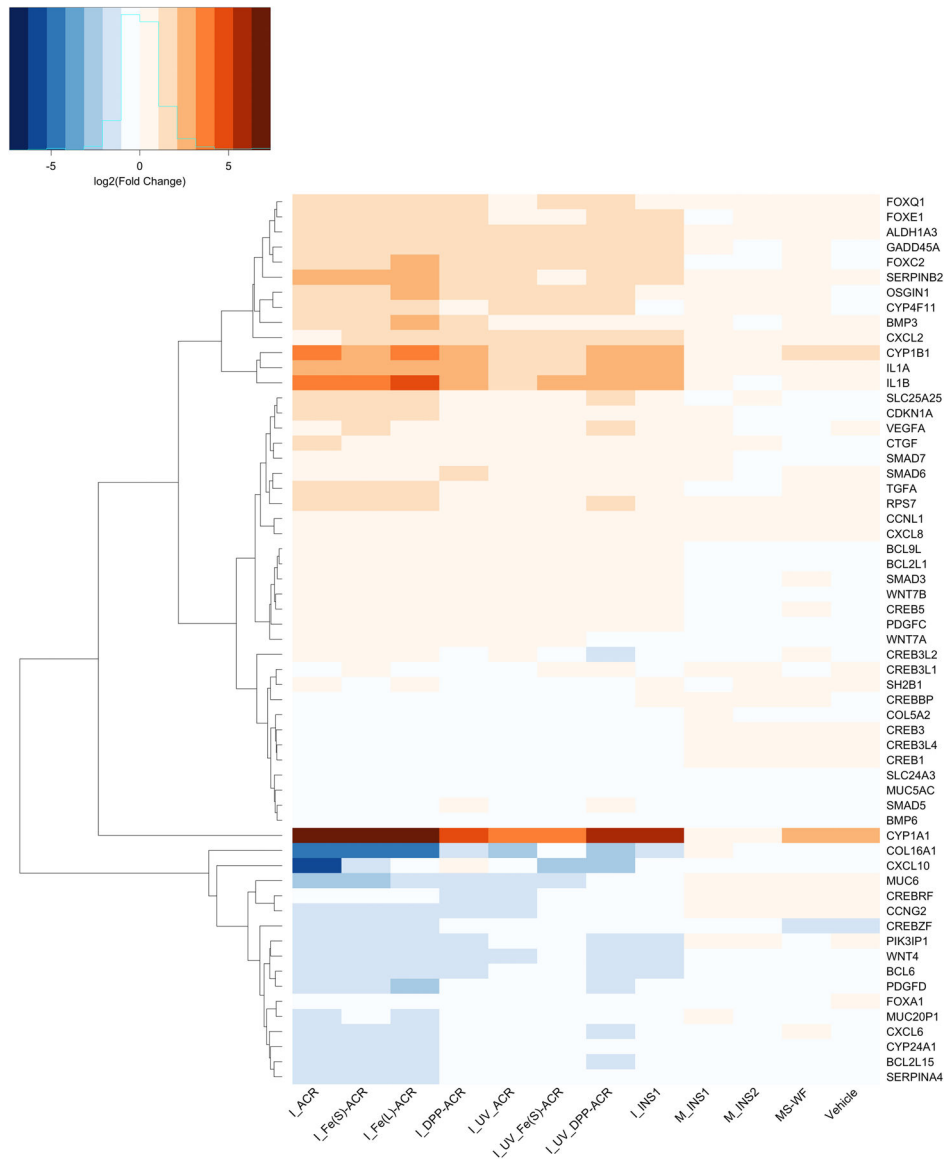 -5 0 5
log2(Fold Change)
FOXQ1
FOXE1
ALDH1A3
GADD45A
FOXC2
SERPINB2
OSGIN1
CYP4F11
BMP3
CXCL2
CYP1B1
IL1A
IL1B
SLC25A25
CDKN1A
VEGFA
CTGF
SMAD7
SMAD6
TGFA
RPS7
CCNL1
CXCL8
BCL9L
BCL2L1
SMAD3
WNT7B
CREB5
PDGFC
WNT7A
CREB3L2
CREB3L1
SH2B1
CREBBP
COL5A2
CREB3
CREB3L4
CREB1
SLC24A3
MUC5AC
SMAD5
BMP6
CYP1A1
COL16A1
CXCL10
MUC6
CREBRF
CCNG2
CREBZF
PIK3IP1
WNT4
BCL6
PDGFD
FOXA1
MUC20P1
CXCL6
CYP24A1
BCL2L15
SERPINA4
I_ACR
I_Fe(S)-ACR
I_Fe(L)-ACR
I_DPP-ACR
I_UV_ACR
I_UV_Fe(S)-ACR
I_UV_DPP-ACR
I_INS1
M_INS1
M_INS2
MS-WF
Vehicle